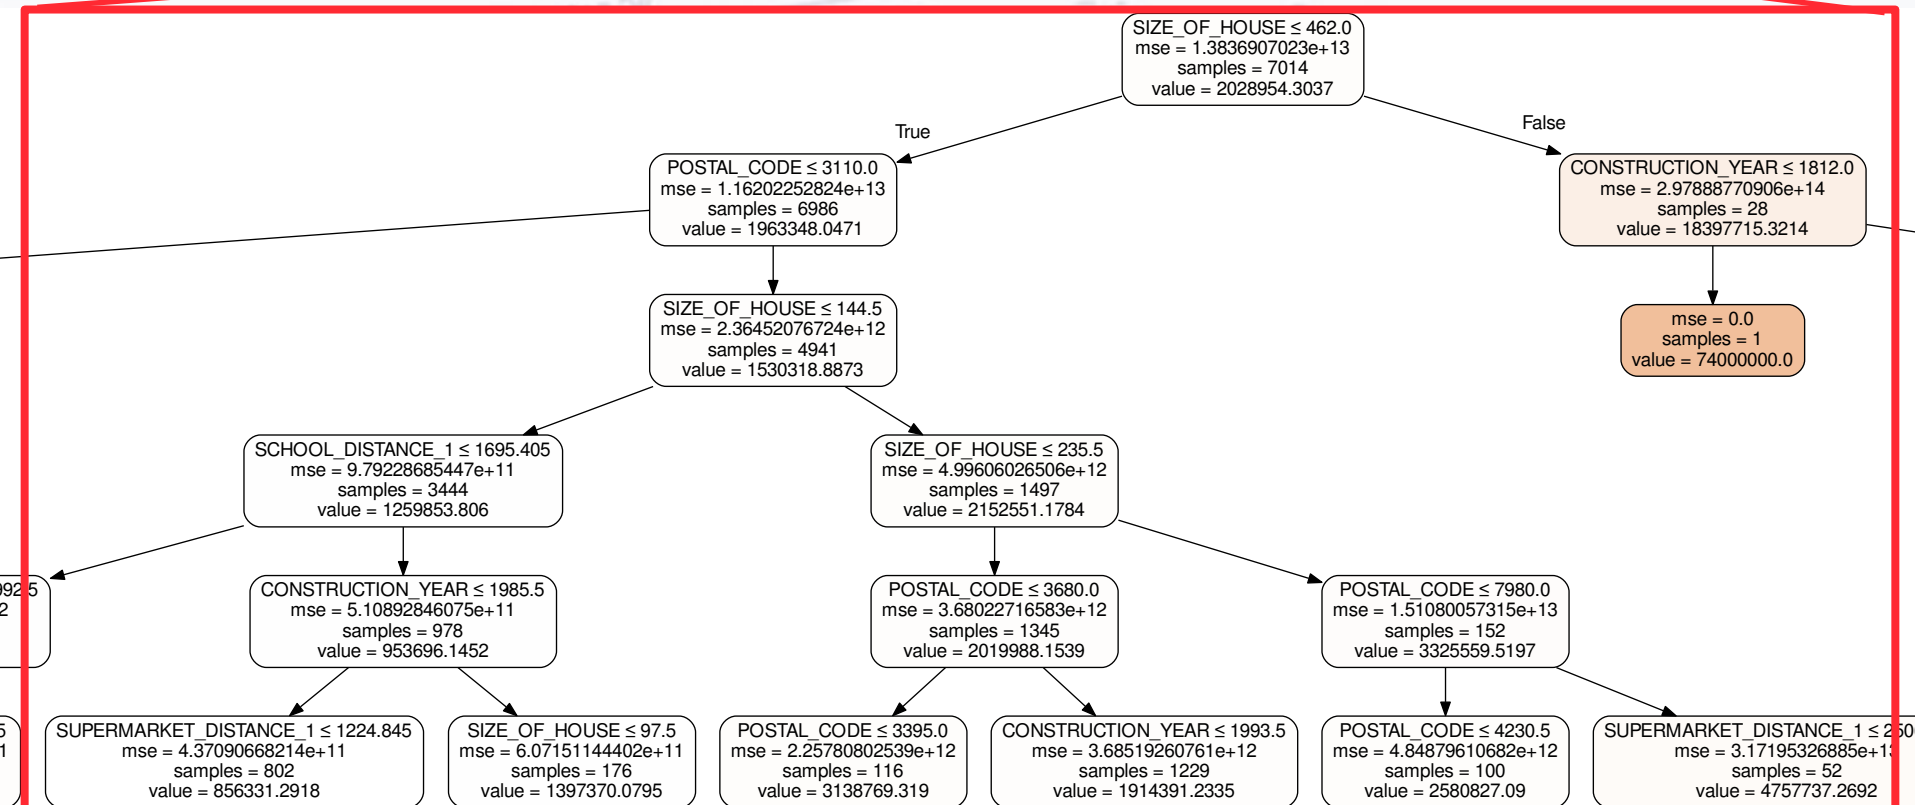 SIZE_OF_HOUSE ≤ 462.0
mse = 1.3836907023e+13
samples = 7014
value = 2028954.3037
True
False
POSTAL_CODE ≤ 3110.0
mse = 1.16202252824e+13
samples = 6986
value = 1963348.0471
CONSTRUCTION_YEAR ≤ 1812.0
mse = 2.97888770906e+14
samples = 28
value = 18397715.3214
SIZE_OF_HOUSE ≤ 144.5
mse = 2.36452076724e+12
samples = 4941
value = 1530318.8873
mse = 0.0
samples = 1
value = 74000000.0
SCHOOL_DISTANCE_1 ≤ 1695.405
mse = 9.79228685447e+11
samples = 3444
value = 1259853.806
SIZE_OF_HOUSE ≤ 235.5
mse = 4.99606026506e+12
samples = 1497
value = 2152551.1784
992.5
2
CONSTRUCTION_YEAR ≤ 1985.5
mse = 5.10892846075e+11
samples = 978
value = 953696.1452
POSTAL_CODE ≤ 3680.0
mse = 3.68022716583e+12
samples = 1345
value = 2019988.1539
POSTAL_CODE ≤ 7980.0
mse = 1.51080057315e+13
samples = 152
value = 3325559.5197
5
1
SUPERMARKET_DISTANCE_1 ≤ 1224.845
mse = 4.37090668214e+11
samples = 802
value = 856331.2918
SIZE_OF_HOUSE ≤ 97.5
mse = 6.07151144402e+11
samples = 176
value = 1397370.0795
POSTAL_CODE ≤ 3395.0
mse = 2.25780802539e+12
samples = 116
value = 3138769.319
CONSTRUCTION_YEAR ≤ 1993.5
mse = 3.68519260761e+12
samples = 1229
value = 1914391.2335
POSTAL_CODE ≤ 4230.5
mse = 4.84879610682e+12
samples = 100
value = 2580827.09
SUPERMARKET_DISTANCE_1 ≤
mse = 3.17195326885e+13
samples = 52
value = 4757737.2692